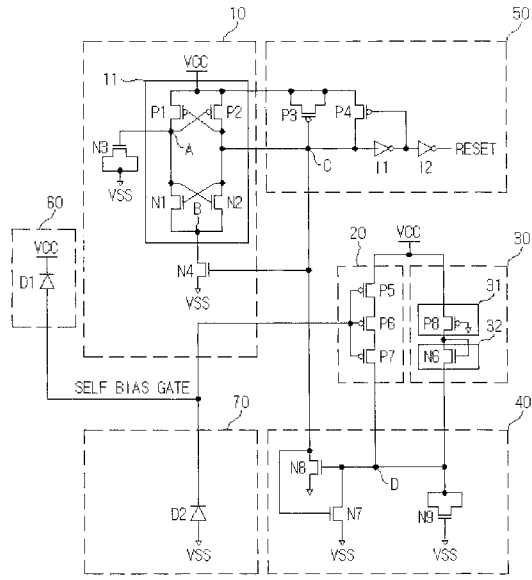 10
50
VCC
11
P1
P2
P3
P4
N3
A
VSS
C
I1
I2
RESET
N1
N2
B
60
VCC
D1
N4
VSS
20
VCC
30
P5
31
P6
P8
32
P7
N6
SELF BIAS GATE
70
40
N8
D
D2
N7
N9
VSS
VSS
VSS